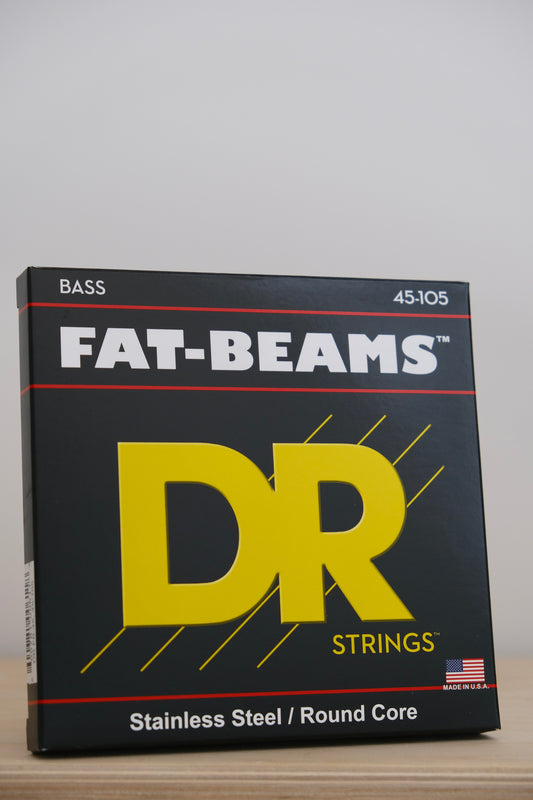 BASS 45-105
FAT-BEAMS™
DR
STRINGS™
MADE IN U.S.A.
Stainless Steel / Round Core